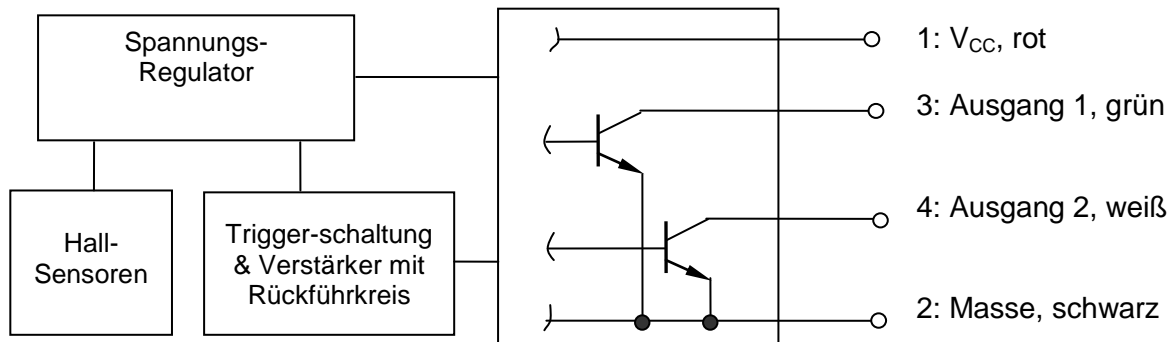 Spannungs-
Regulator
Hall-
Sensoren
Trigger-schaltung
& Verstärker mit
Rückführkreis
1: VCC, rot
3: Ausgang 1, grün
4: Ausgang 2, weiß
2: Masse, schwarz